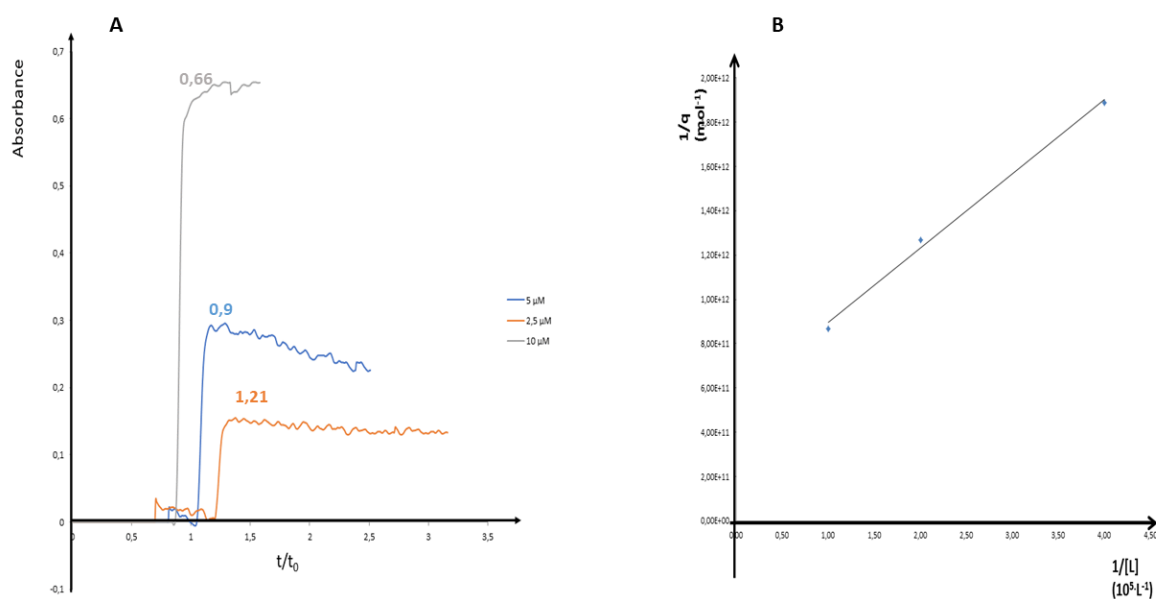 A
Absorbance
0,7
0,6
0,5
0,4
0,3
0,2
0,1
0
-0,1
0,66
0,9
1,21
0
0,5
1
1,5
2
2,5
3
3,5
t/t0
5 µM
2,5 µM
10 µM
B
1/q
(mol-1)
2,00E+12
1,80E+12
1,60E+12
1,40E+12
1,20E+12
1,00E+12
8,00E+11
6,00E+11
4,00E+11
2,00E+11
0,00E+00
0,00
0,50
1,00
1,50
2,00
2,50
3,00
3,50
4,00
4,50
1/[L]
(10⁵·L⁻¹)